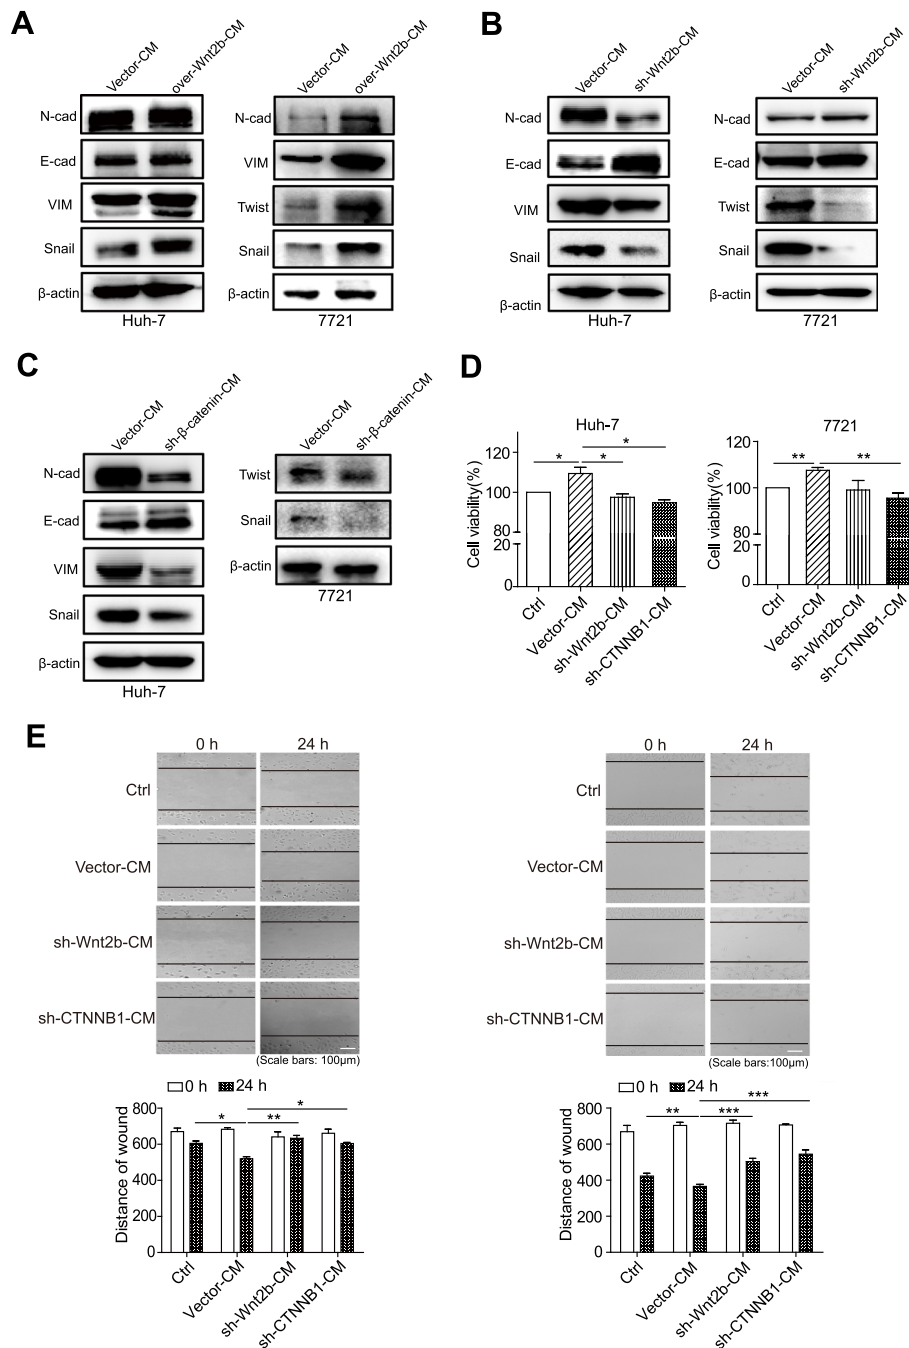 A
Vector-CM
over-Wnt2b-CM
N-cad
E-cad
VIM
Snail
β-actin
Huh-7
Vector-CM
over-Wnt2b-CM
N-cad
VIM
Twist
Snail
β-actin
7721
B
Vector-CM
sh-Wnt2b-CM
N-cad
E-cad
VIM
Snail
β-actin
Huh-7
Vector-CM
sh-Wnt2b-CM
N-cad
E-cad
Twist
Snail
β-actin
7721
C
Vector-CM
sh-β-catenin-CM
N-cad
E-cad
VIM
Snail
β-actin
Huh-7
Vector-CM
sh-β-catenin-CM
Twist
Snail
β-actin
7721
D
Huh-7
Cell viability(%)
120
100
80
20
0
*
* *
Ctrl
Vector-CM
sh-Wnt2b-CM
sh-CTNNB1-CM
7721
Cell viability(%)
120
100
80
20
0
** **
Ctrl
Vector-CM
sh-Wnt2b-CM
sh-CTNNB1-CM
E
0 h 24 h
Ctrl
Vector-CM
sh-Wnt2b-CM
sh-CTNNB1-CM
(Scale bars: 100μm)
0 h 24 h
Distance of wound
800
600
400
200
0
*
* **
Ctrl
Vector-CM
sh-Wnt2b-CM
sh-CTNNB1-CM
0 h 24 h
Ctrl
Vector-CM
sh-Wnt2b-CM
sh-CTNNB1-CM
(Scale bars:100μm)
0 h 24 h
Distance of wound
800
600
400
200
0
***
** ***
Ctrl
Vector-CM
sh-Wnt2b-CM
sh-CTNNB1-CM